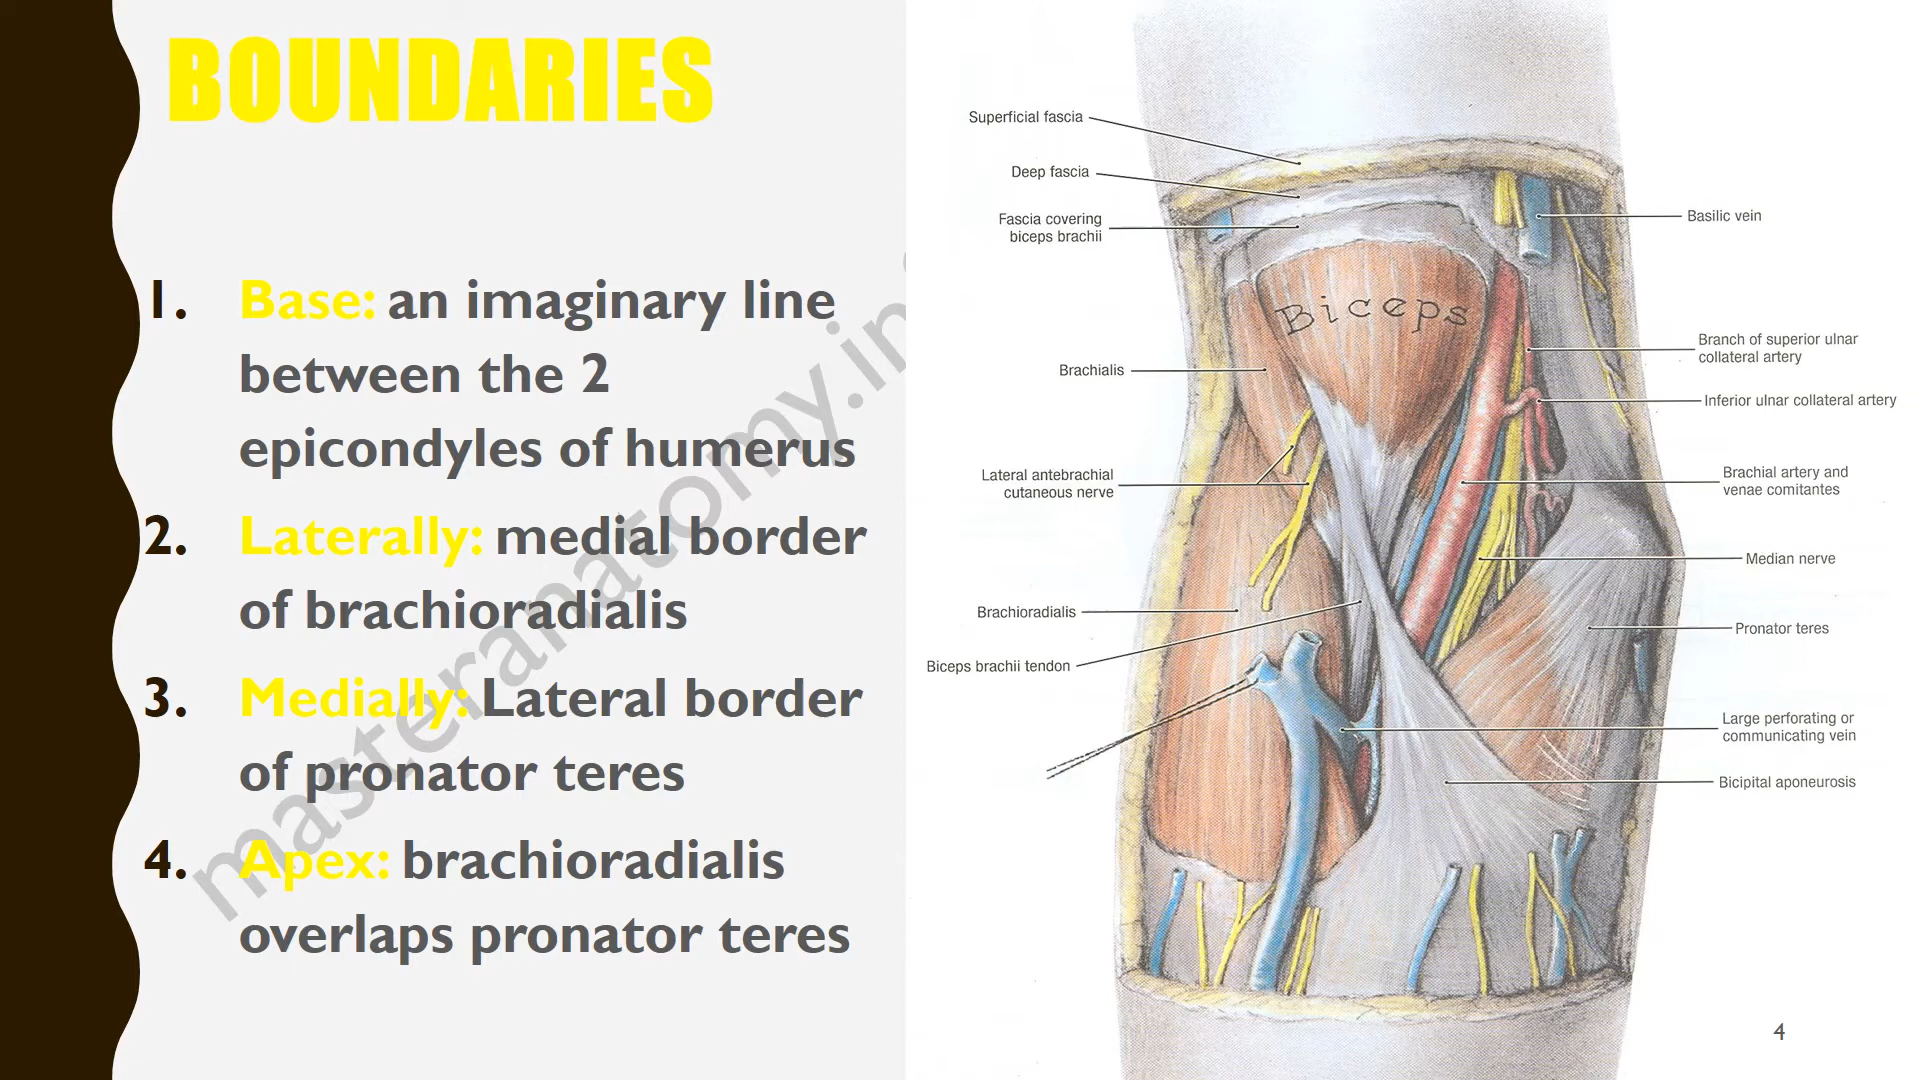 BOUNDARIES
1. Base: an imaginary line
between the 2
epicondyles of humerus
2. Laterally: medial border
of brachioradialis
3. Medially: Lateral border
of pronator teres
4. Apex: brachioradialis
overlaps pronator teres
masteranatomy.in
Superficial fascia
Deep fascia
Fascia covering
biceps brachii
Brachialis
Lateral antebrachial
cutaneous nerve
Brachioradialis
Biceps brachii tendon
Biceps
Basilic vein
Branch of superior ulnar
collateral artery
Inferior ulnar collateral artery
Brachial artery and
venae comitantes
Median nerve
Pronator teres
Large perforating or
communicating vein
Bicipital aponeurosis
4